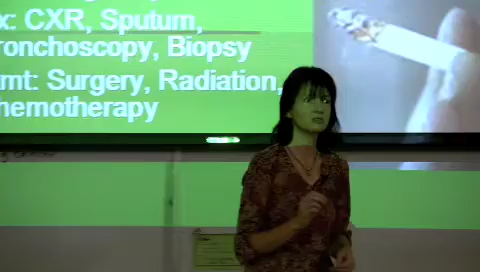 x: CXR, Sputum,
ronchoscopy, Biopsy
mt: Surgery, Radiation,
hemotherapy